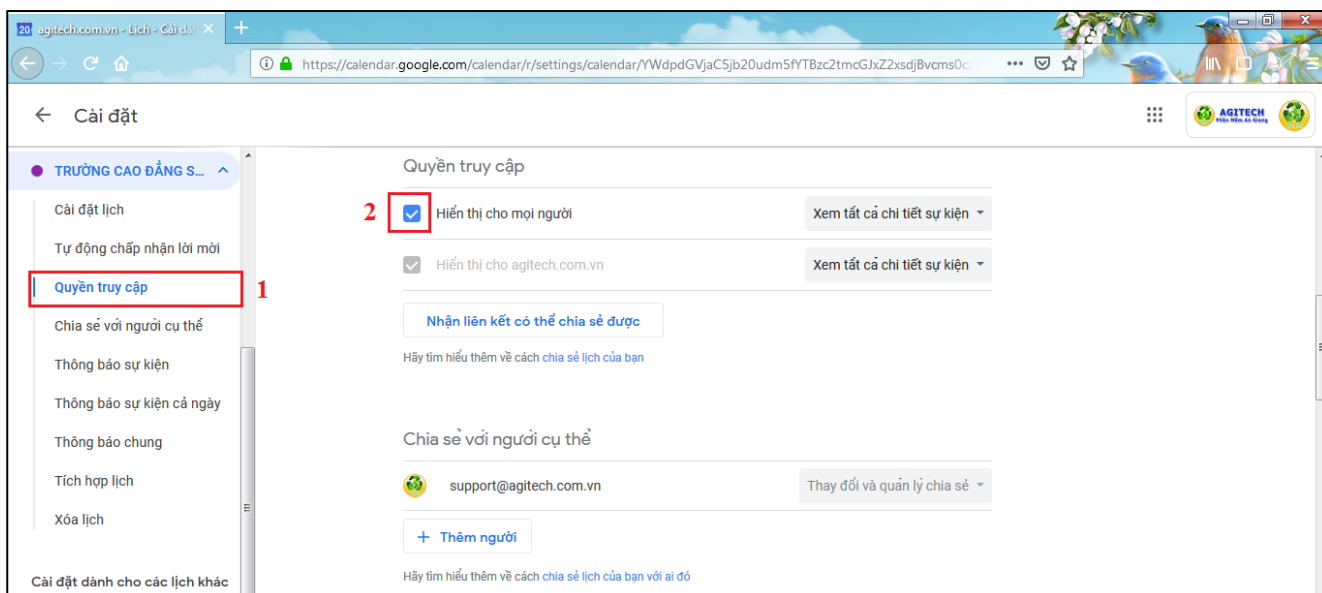 20 agitech.com.vn - Lịch - Cài đặt
https://calendar.google.com/calendar/r/settings/calendar/YWdpdGVjaC5jb20udm5fYTBzc2tmcGJxZ2xsdjBvcms0c
Cài đặt
AGITECH
Phần Mềm An Giang
TRƯỜNG CAO ĐẲNG S...
Cài đặt lịch
Tự động chấp nhận lời mời
Quyền truy cập
1
Chia sẻ với người cụ thể
Thông báo sự kiện
Thông báo sự kiện cả ngày
Thông báo chung
Tích hợp lịch
Xóa lịch
Cài đặt dành cho các lịch khác
Quyền truy cập
2 Hiển thị cho mọi người Xem tất cả chi tiết sự kiện
Hiển thị cho agitech.com.vn Xem tất cả chi tiết sự kiện
Nhận liên kết có thể chia sẻ được
Hãy tìm hiểu thêm về cách chia sẻ lịch của bạn
Chia sẻ với người cụ thể
support@agitech.com.vn Thay đổi và quản lý chia sẻ
+ Thêm người
Hãy tìm hiểu thêm về cách chia sẻ lịch của bạn với ai đó